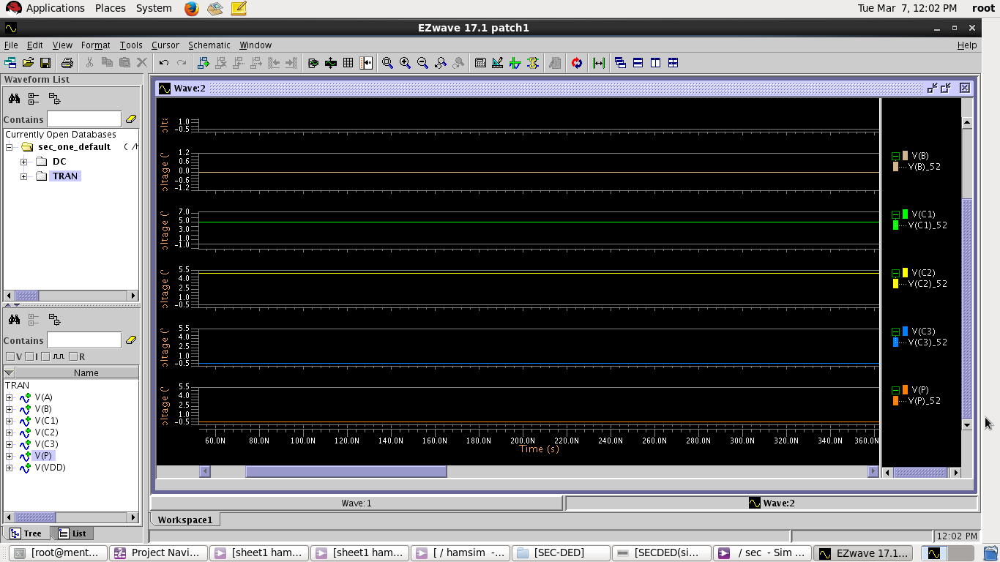 Applications Places System Tue Mar 7, 12:02 PM root
EZwave 17.1 patch1
File Edit View Format Tools Cursor Schematic Window Help
Waveform List
Contains
Currently Open Databases
sec_one_default ( /h
DC
TRAN
Contains
V I R
Name
TRAN
V(A)
V(B)
V(C1)
V(C2)
V(C3)
V(P)
V(VDD)
Tree List
Wave:2
1.0
-0.5
oltage (
1.2
0.6
0.0
-0.6
-1.2
V(B)
V(B)_52
oltage (
7.0
5.0
3.0
1.0
-1.0
V(C1)
V(C1)_52
oltage (
5.5
4.0
2.5
1.0
-0.5
V(C2)
V(C2)_52
oltage (
5.5
4.0
2.5
1.0
-0.5
V(C3)
V(C3)_52
oltage (
5.5
4.0
2.5
1.0
-0.5
V(P)
V(P)_52
60.0N 80.0N 100.0N 120.0N 140.0N 160.0N 180.0N 200.0N 220.0N 240.0N 260.0N 280.0N 300.0N 320.0N 340.0N 360.0N
Time (s)
Wave:1 Wave:2
Workspace1
12:02 PM
[root@ment... Project Navi... [sheet1 ham... [sheet1 ham... [ / hamsim -... [SEC-DED] [SECDED(si... / sec - Sim ... EZwave 17.1...